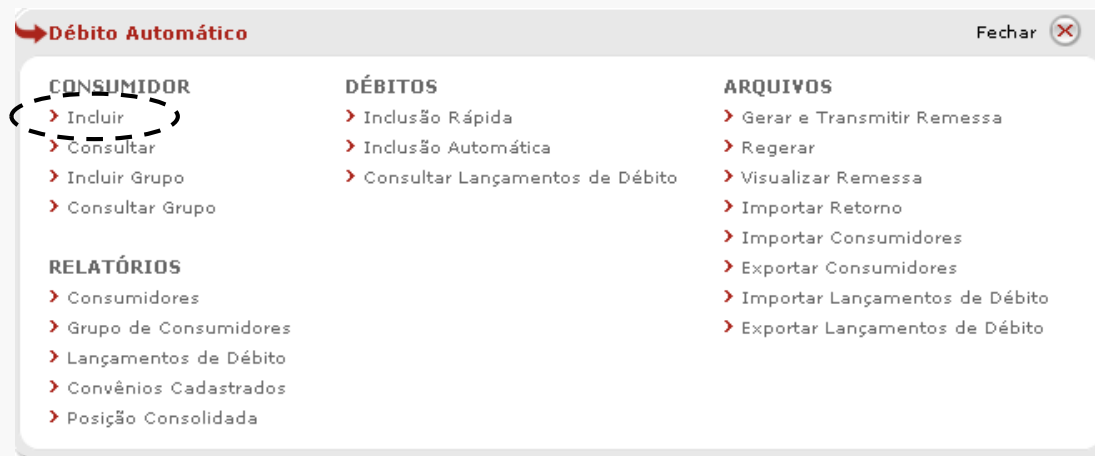 Débito Automático
Fechar
CONSUMIDOR
Incluir
Consultar
Incluir Grupo
Consultar Grupo
RELATÓRIOS
Consumidores
Grupo de Consumidores
Lançamentos de Débito
Convênios Cadastrados
Posição Consolidada
DÉBITOS
Inclusão Rápida
Inclusão Automática
Consultar Lançamentos de Débito
ARQUIVOS
Gerar e Transmitir Remessa
Regerar
Visualizar Remessa
Importar Retorno
Importar Consumidores
Exportar Consumidores
Importar Lançamentos de Débito
Exportar Lançamentos de Débito